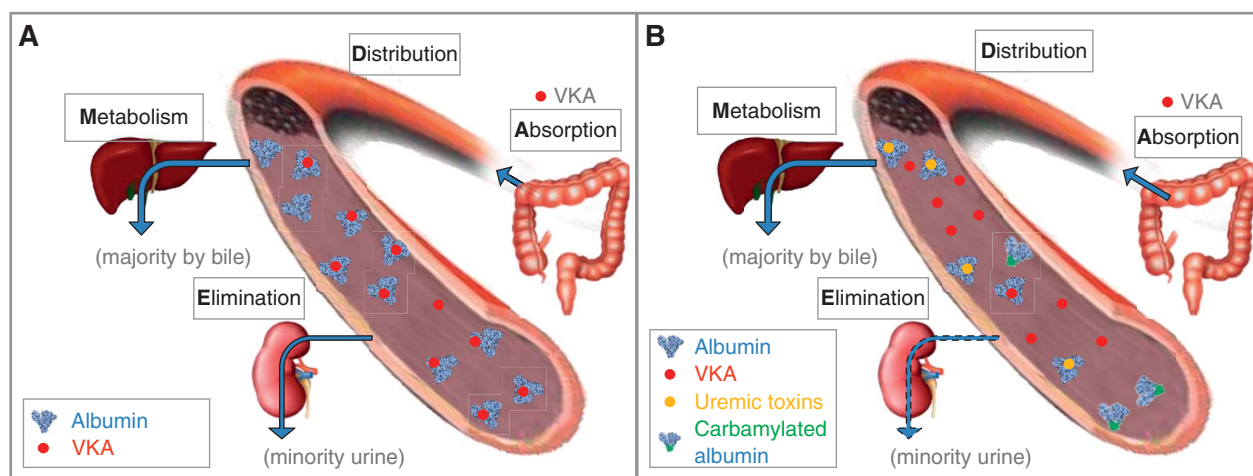 A
Distribution
VKA
Metabolism
Absorption
(majority by bile)
Elimination
Albumin
VKA
(minority urine)
B
Distribution
VKA
Metabolism
Absorption
(majority by bile)
Elimination
Albumin
VKA
Uremic toxins
Carbamylated
albumin
(minority urine)